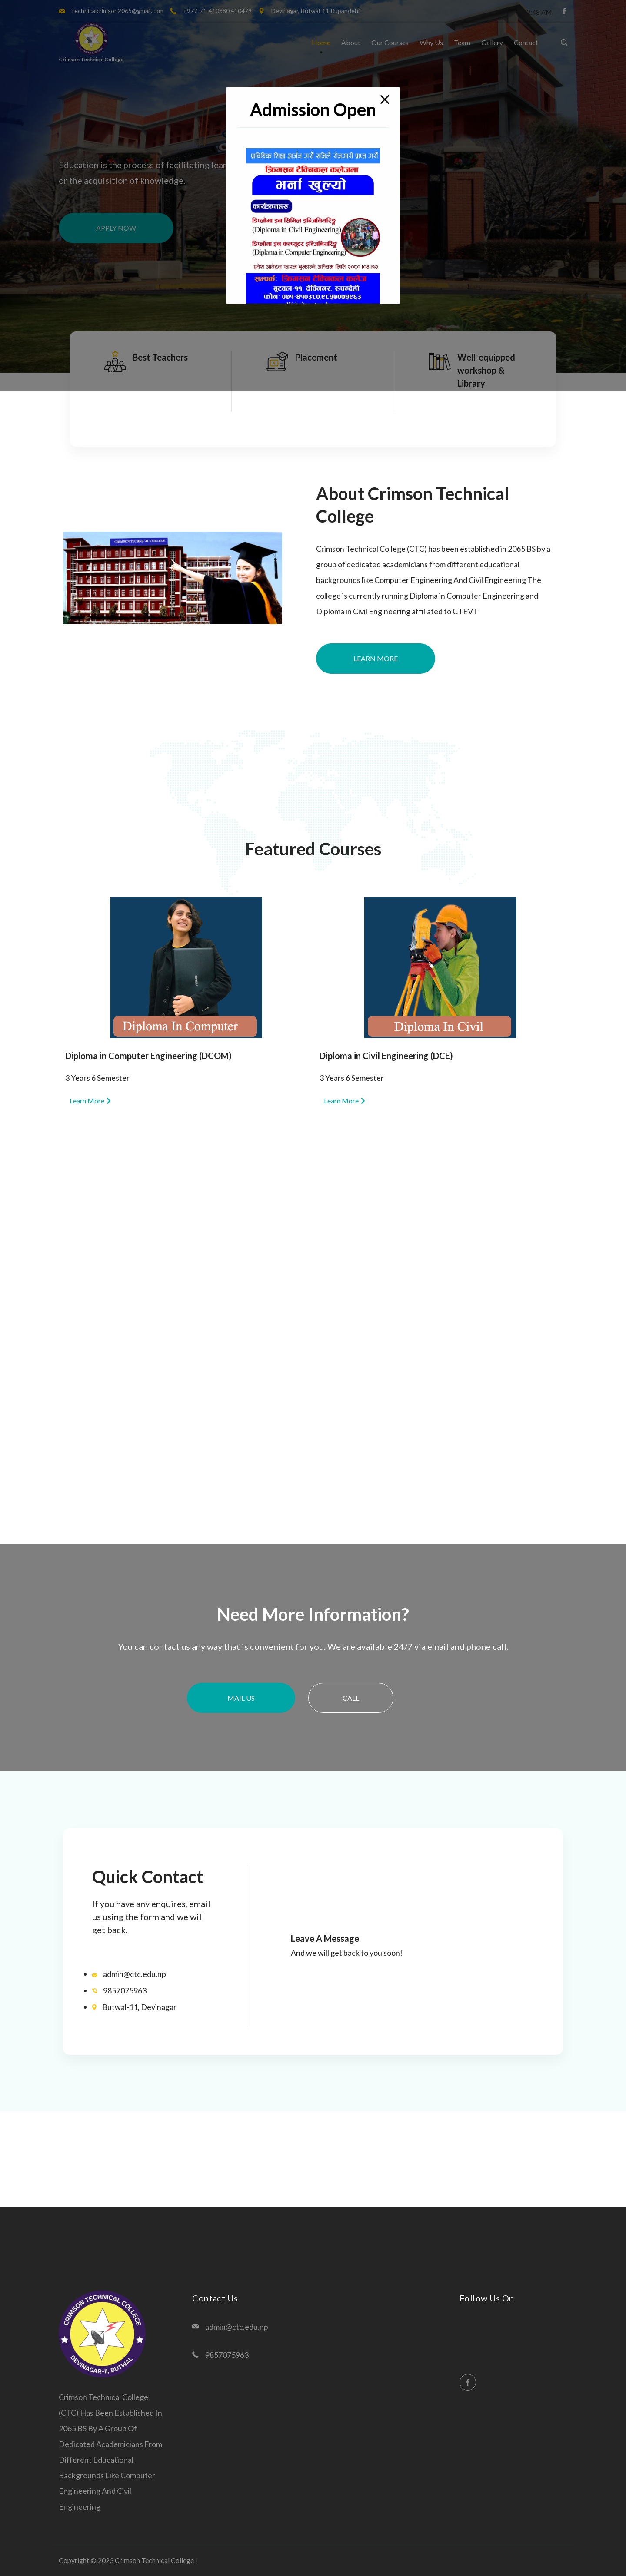 technicalcrimson2065@gmail.com
+977-71-410380,410479
Devinagar, Butwal-11 Rupandehi
Crimson Technical College
Home
About
Our Courses
Why Us
Team
Gallery
Contact
Education is the process of facilitating lear
or the acquisition of knowledge.
APPLY NOW
Admission Open
प्राविधिक शिक्षा आर्जन गरौं भोलिनै रोजगारी प्राप्त गरौं
क्रिमसन टेक्निकल कलेजमा
भर्ना खुल्यो
कार्यक्रमहरु:
डिप्लोमा इन सिभिल इन्जिनियरिङ्ग
(Diploma in Civil Engineering)
डिप्लोमा इन कम्प्युटर इन्जिनियरिङ्ग
(Diploma in Computer Engineering)
सम्पर्क: क्रिमसन टेक्निकल कलेज
बुटवल-११, देविनगर, रुपन्देही
Best Teachers
Placement
Well-equipped
workshop &
Library
About Crimson Technical
College
CRIMSON TECHNICAL COLLEGE
Crimson Technical College (CTC) has been established in 2065 BS by a
group of dedicated academicians from different educational
backgrounds like Computer Engineering And Civil Engineering The
college is currently running Diploma in Computer Engineering and
Diploma in Civil Engineering affiliated to CTEVT
LEARN MORE
Featured Courses
Diploma In Computer
Diploma in Computer Engineering (DCOM)
3 Years 6 Semester
Learn More
Diploma In Civil
Diploma in Civil Engineering (DCE)
3 Years 6 Semester
Learn More
Need More Information?
You can contact us any way that is convenient for you. We are available 24/7 via email and phone call.
MAIL US
CALL
Quick Contact
If you have any enquires, email
us using the form and we will
get back.
admin@ctc.edu.np
9857075963
Butwal-11, Devinagar
Leave A Message
And we will get back to you soon!
CRIMSON TECHNICAL COLLEGE
DEVINAGAR-11, BUTWAL
Crimson Technical College
(CTC) Has Been Established In
2065 BS By A Group Of
Dedicated Academicians From
Different Educational
Backgrounds Like Computer
Engineering And Civil
Engineering
Contact Us
admin@ctc.edu.np
9857075963
Follow Us On
Copyright © 2023 Crimson Technical College |